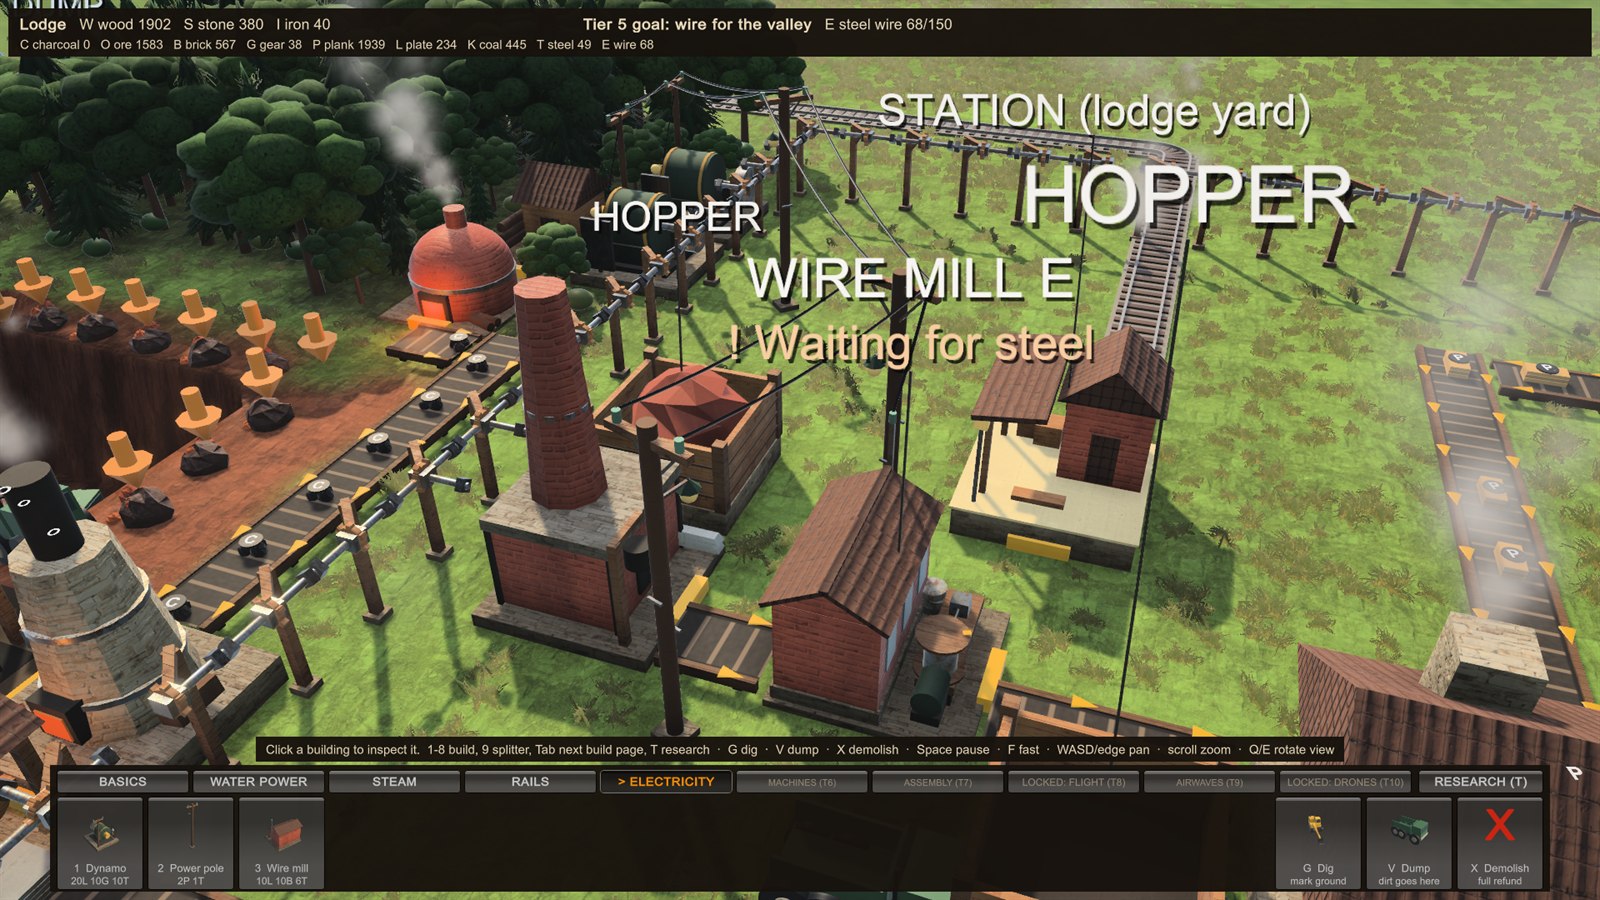 Lodge W wood 1902 S stone 380 I iron 40
Tier 5 goal: wire for the valley E steel wire 68/150
C charcoal 0 O ore 1583 B brick 567 G gear 38 P plank 1939 L plate 234 K coal 445 T steel 49 E wire 68
STATION (lodge yard)
HOPPER
HOPPER
WIRE MILL E
! Waiting for steel
P
P
P
P
C
C
C
C
C
Click a building to inspect it. 1-8 build, 9 splitter, Tab next build page, T research · G dig · V dump · X demolish · Space pause · F fast · WASD/edge pan · scroll zoom · Q/E rotate view
BASICS
WATER POWER
STEAM
RAILS
> ELECTRICITY
MACHINES (T6)
ASSEMBLY (T7)
LOCKED: FLIGHT (T8)
AIRWAVES (T9)
LOCKED: DRONES (T10)
RESEARCH (T)
P
1 Dynamo
20L 10G 10T
2 Power pole
2P 1T
3 Wire mill
10L 10B 6T
G Dig
mark ground
V Dump
dirt goes here
X
X Demolish
full refund